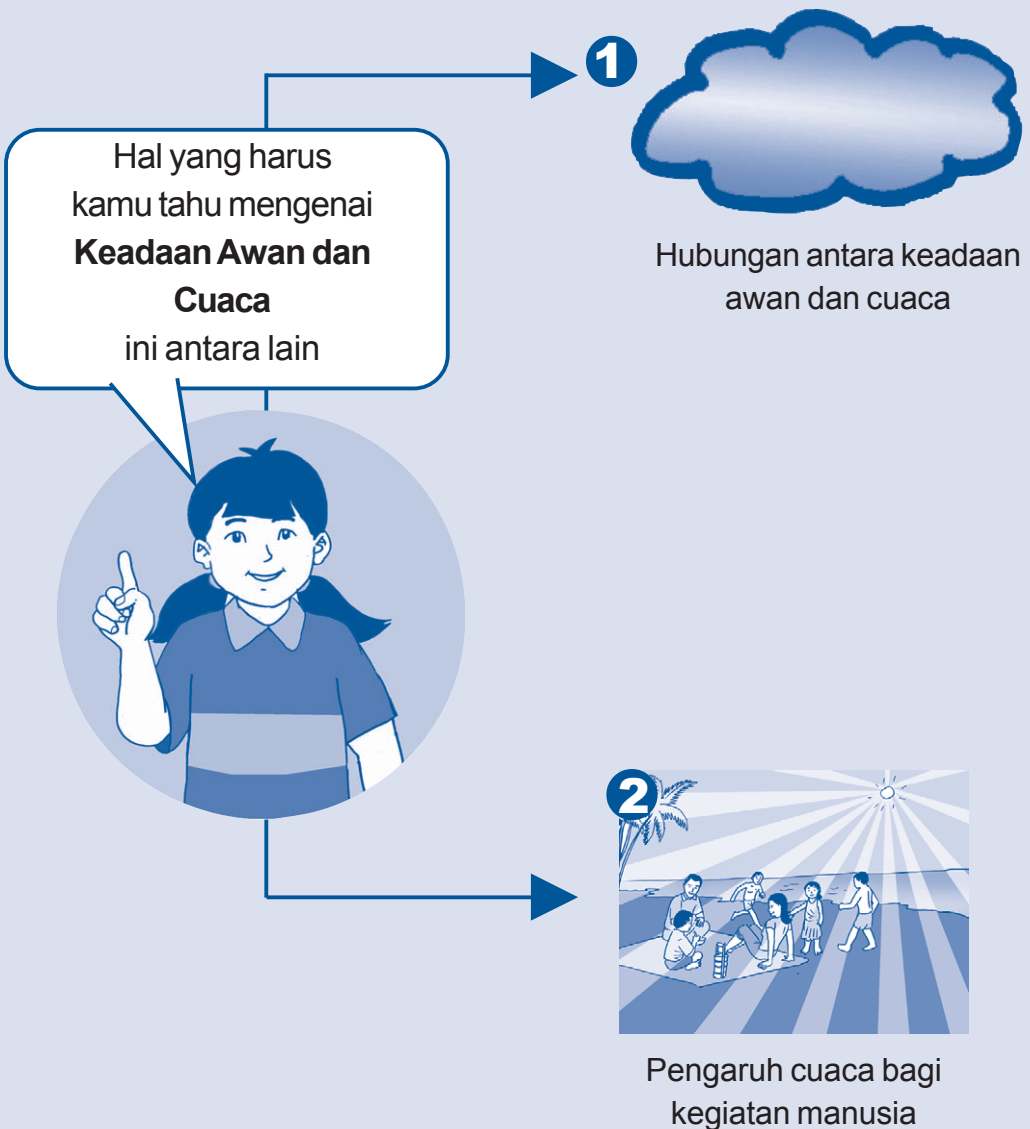 Hal yang harus
kamu tahu mengenai
Keadaan Awan dan
Cuaca
ini antara lain
1
Hubungan antara keadaan
awan dan cuaca
2
Pengaruh cuaca bagi
kegiatan manusia